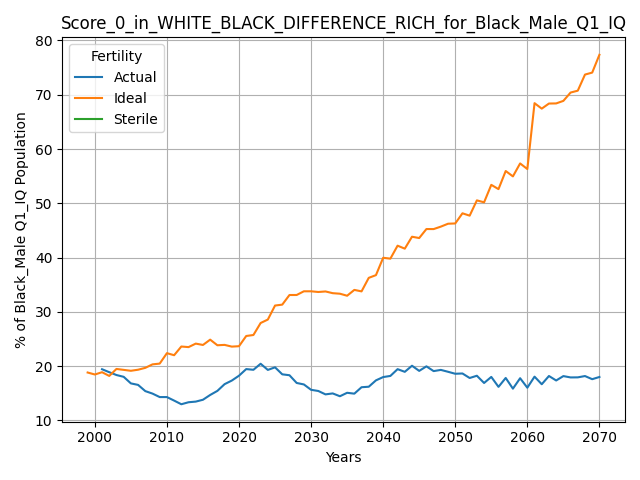 Score_0_in_WHITE_BLACK_DIFFERENCE_RICH_for_Black_Male_Q1_IQ
80
70
60
50
40
30
20
10
% of Black_Male Q1_IQ Population
Fertility
Actual
Ideal
Sterile
2000
2010
2020
2030
2040
2050
2060
2070
Years